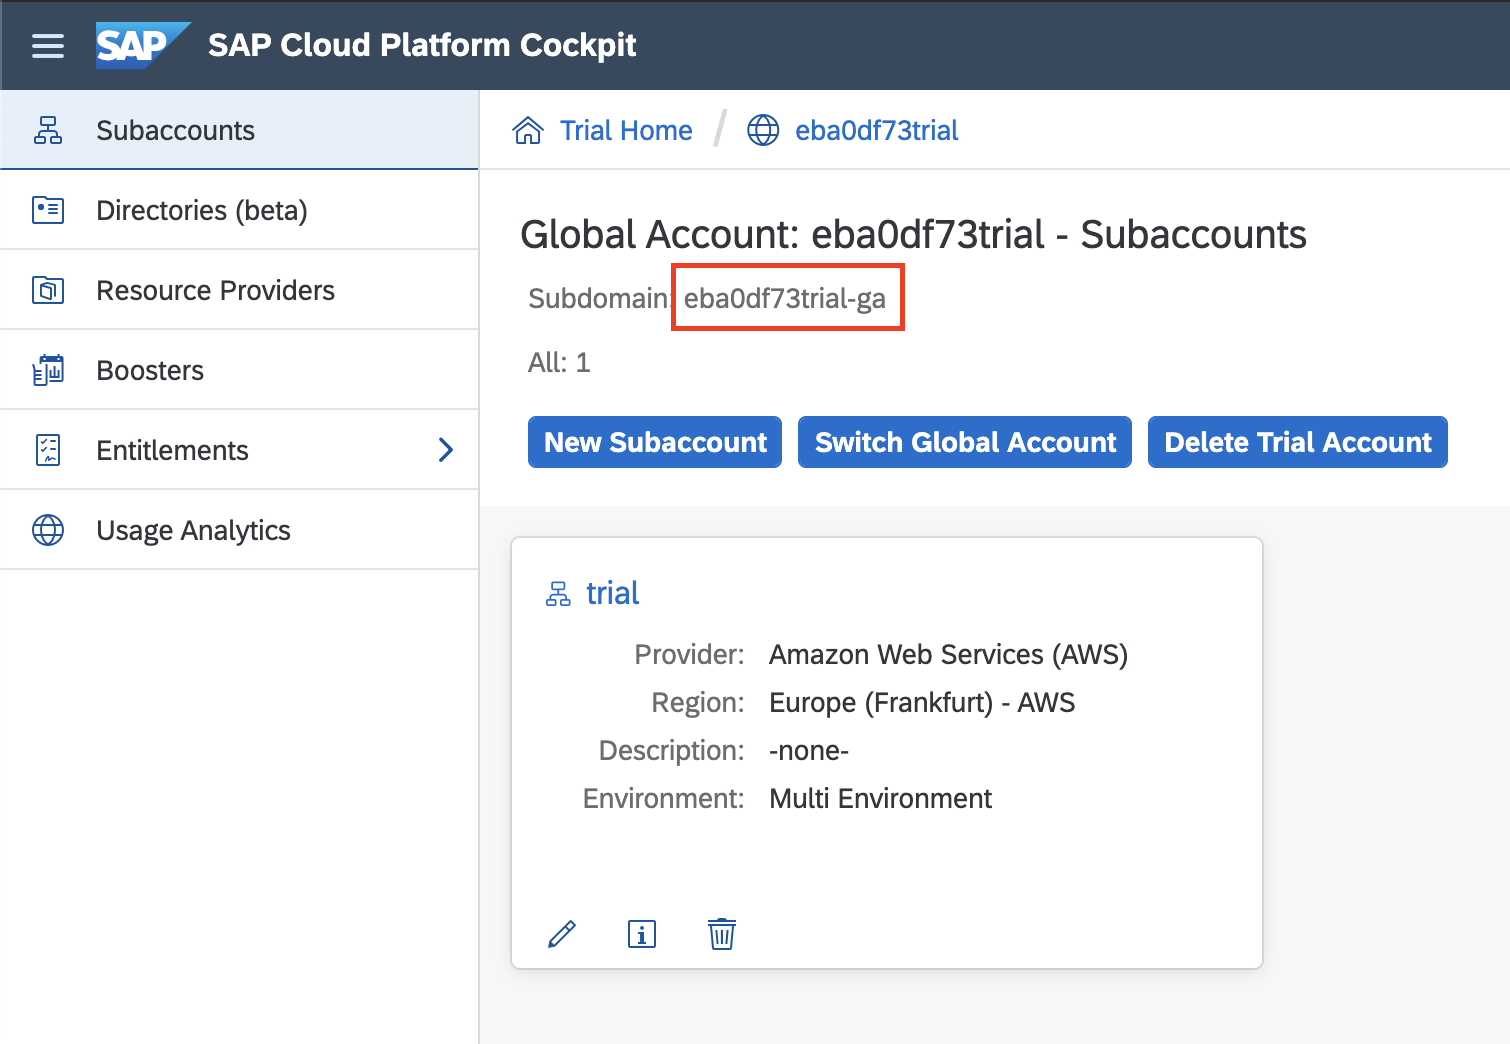 SAP SAP Cloud Platform Cockpit
Subaccounts
Directories (beta)
Resource Providers
Boosters
Entitlements
Usage Analytics
Trial Home / eba0df73trial
Global Account: eba0df73trial - Subaccounts
Subdomain: eba0df73trial-ga
All: 1
New Subaccount
Switch Global Account
Delete Trial Account
trial
Provider: Amazon Web Services (AWS)
Region: Europe (Frankfurt) - AWS
Description: -none-
Environment: Multi Environment